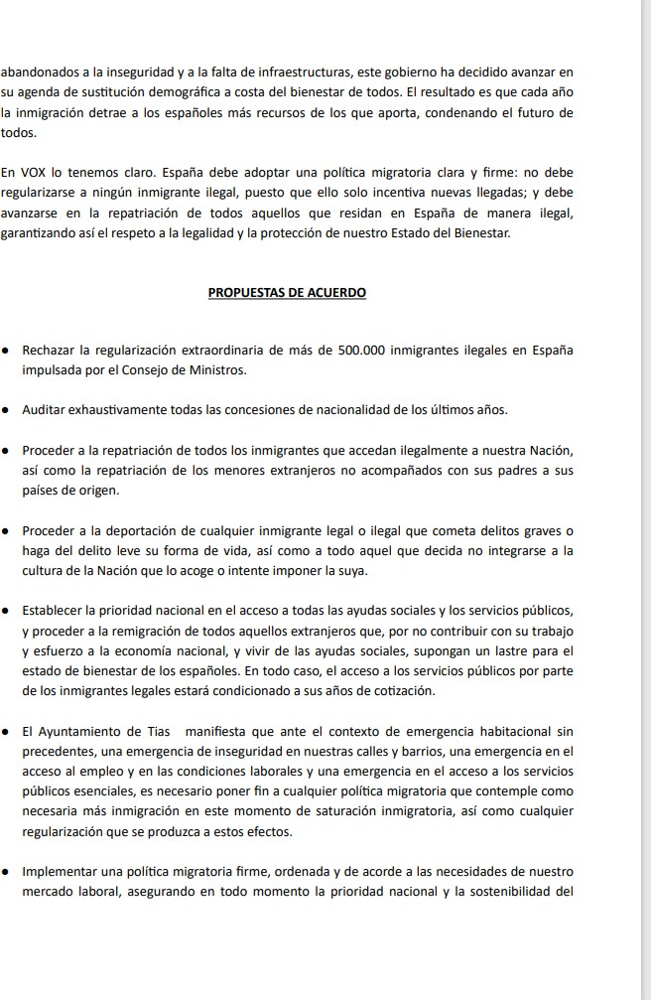 abandonados a la inseguridad y a la falta de infraestructuras, este gobierno ha decidido avanzar en
su agenda de sustitución demográfica a costa del bienestar de todos. El resultado es que cada año
la inmigración detrae a los españoles más recursos de los que aporta, condenando el futuro de
todos.
En VOX lo tenemos claro. España debe adoptar una política migratoria clara y firme: no debe
regularizarse a ningún inmigrante ilegal, puesto que ello solo incentiva nuevas llegadas; y debe
avanzarse en la repatriación de todos aquellos que residan en España de manera ilegal,
garantizando así el respeto a la legalidad y la protección de nuestro Estado del Bienestar.
PROPUESTAS DE ACUERDO
● Rechazar la regularización extraordinaria de más de 500.000 inmigrantes ilegales en España
impulsada por el Consejo de Ministros.
● Auditar exhaustivamente todas las concesiones de nacionalidad de los últimos años.
● Proceder a la repatriación de todos los inmigrantes que accedan ilegalmente a nuestra Nación,
así como la repatriación de los menores extranjeros no acompañados con sus padres a sus
países de origen.
● Proceder a la deportación de cualquier inmigrante legal o ilegal que cometa delitos graves o
haga del delito leve su forma de vida, así como a todo aquel que decida no integrarse a la
cultura de la Nación que lo acoge o intente imponer la suya.
● Establecer la prioridad nacional en el acceso a todas las ayudas sociales y los servicios públicos,
y proceder a la remigración de todos aquellos extranjeros que, por no contribuir con su trabajo
y esfuerzo a la economía nacional, y vivir de las ayudas sociales, supongan un lastre para el
estado de bienestar de los españoles. En todo caso, el acceso a los servicios públicos por parte
de los inmigrantes legales estará condicionado a sus años de cotización.
● El Ayuntamiento de Tias manifiesta que ante el contexto de emergencia habitacional sin
precedentes, una emergencia de inseguridad en nuestras calles y barrios, una emergencia en el
acceso al empleo y en las condiciones laborales y una emergencia en el acceso a los servicios
públicos esenciales, es necesario poner fin a cualquier política migratoria que contemple como
necesaria más inmigración en este momento de saturación inmigratoria, así como cualquier
regularización que se produzca a estos efectos.
● Implementar una política migratoria firme, ordenada y de acorde a las necesidades de nuestro
mercado laboral, asegurando en todo momento la prioridad nacional y la sostenibilidad del